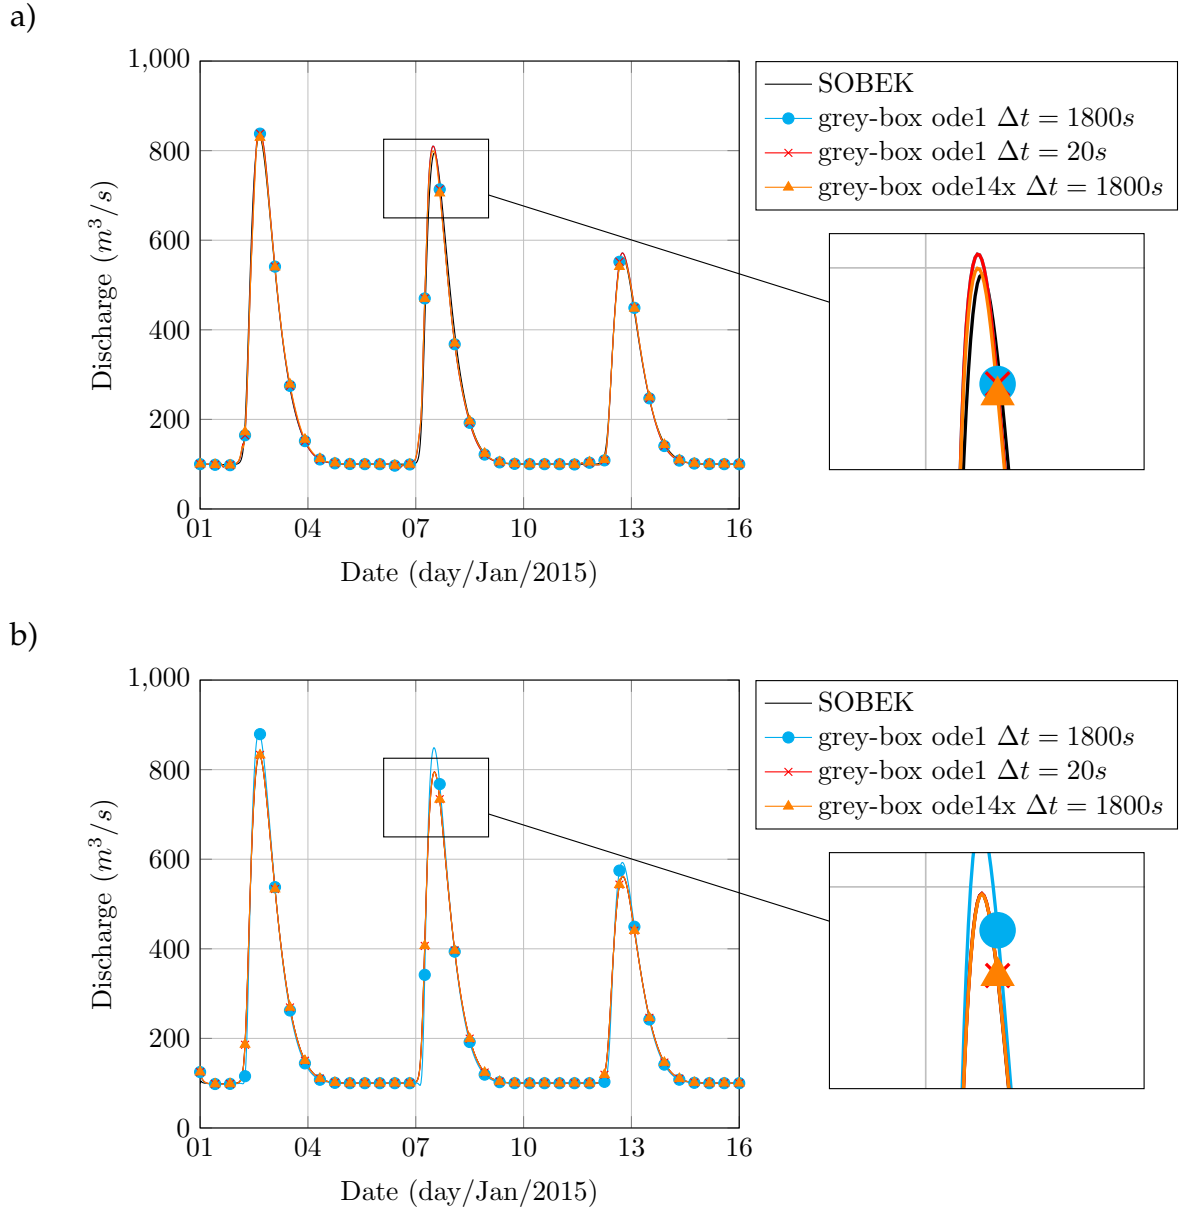 a)
1,000
800
600
400
200
0
Discharge (m³/s)
01 04 07 10 13 16
Date (day/Jan/2015)
SOBEK
grey-box ode1 Δt = 1800s
grey-box ode1 Δt = 20s
grey-box ode14x Δt = 1800s
b)
1,000
800
600
400
200
0
Discharge (m³/s)
01 04 07 10 13 16
Date (day/Jan/2015)
SOBEK
grey-box ode1 Δt = 1800s
grey-box ode1 Δt = 20s
grey-box ode14x Δt = 1800s